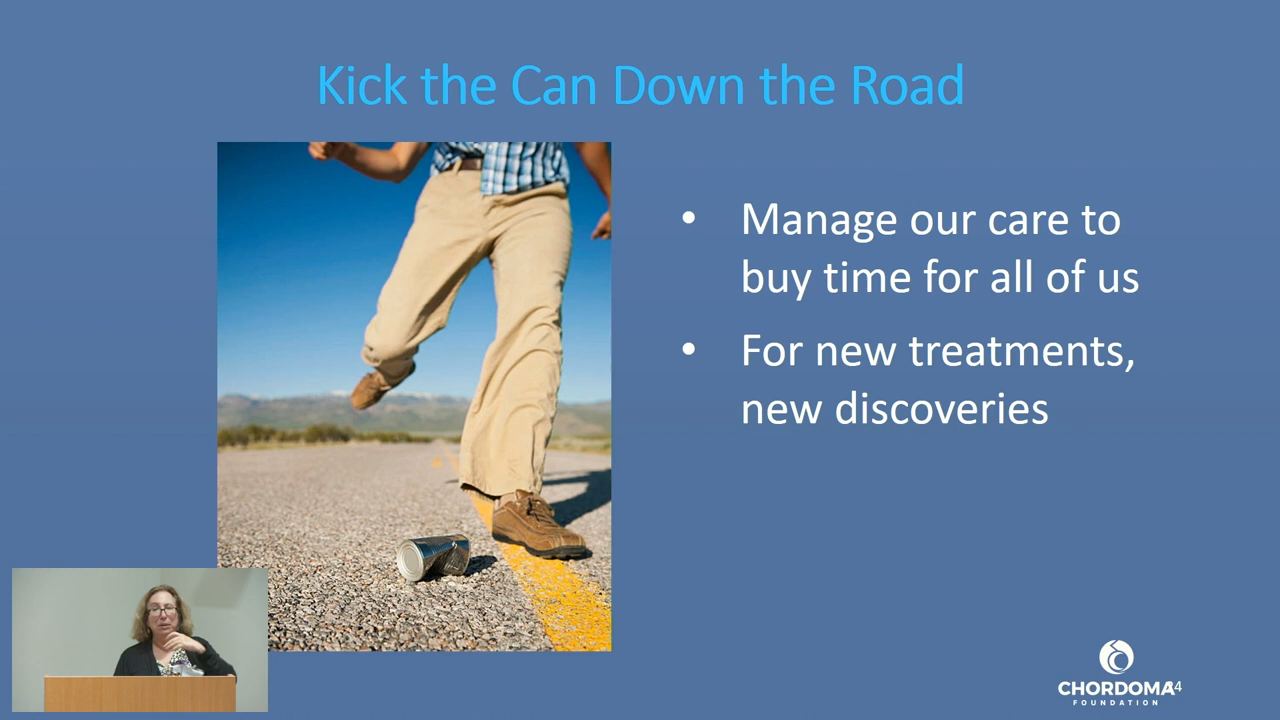 Kick the Can Down the Road
• Manage our care to
buy time for all of us
• For new treatments,
new discoveries
CHORDOMA
4
FOUNDATION